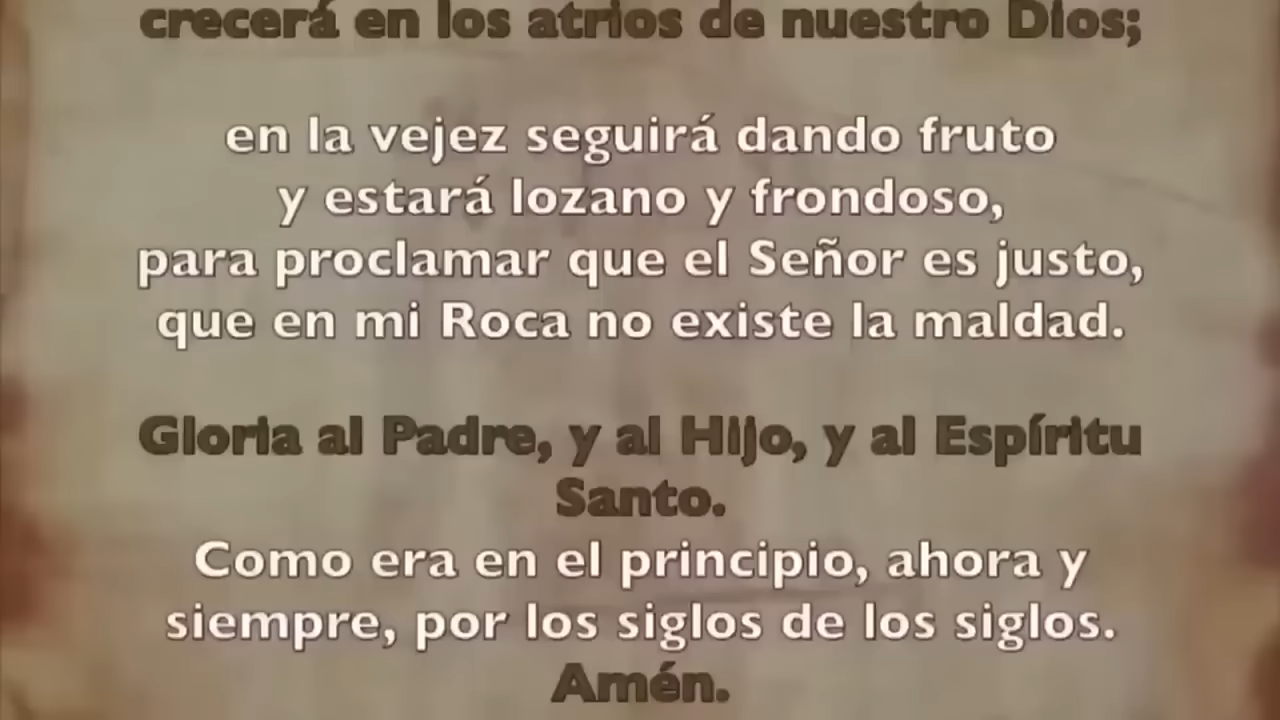 crecerá en los atrios de nuestro Dios;
en la vejez seguirá dando fruto
y estará lozano y frondoso,
para proclamar que el Señor es justo,
que en mi Roca no existe la maldad.
Gloria al Padre, y al Hijo, y al Espíritu
Santo.
Como era en el principio, ahora y
siempre, por los siglos de los siglos.
Amén.